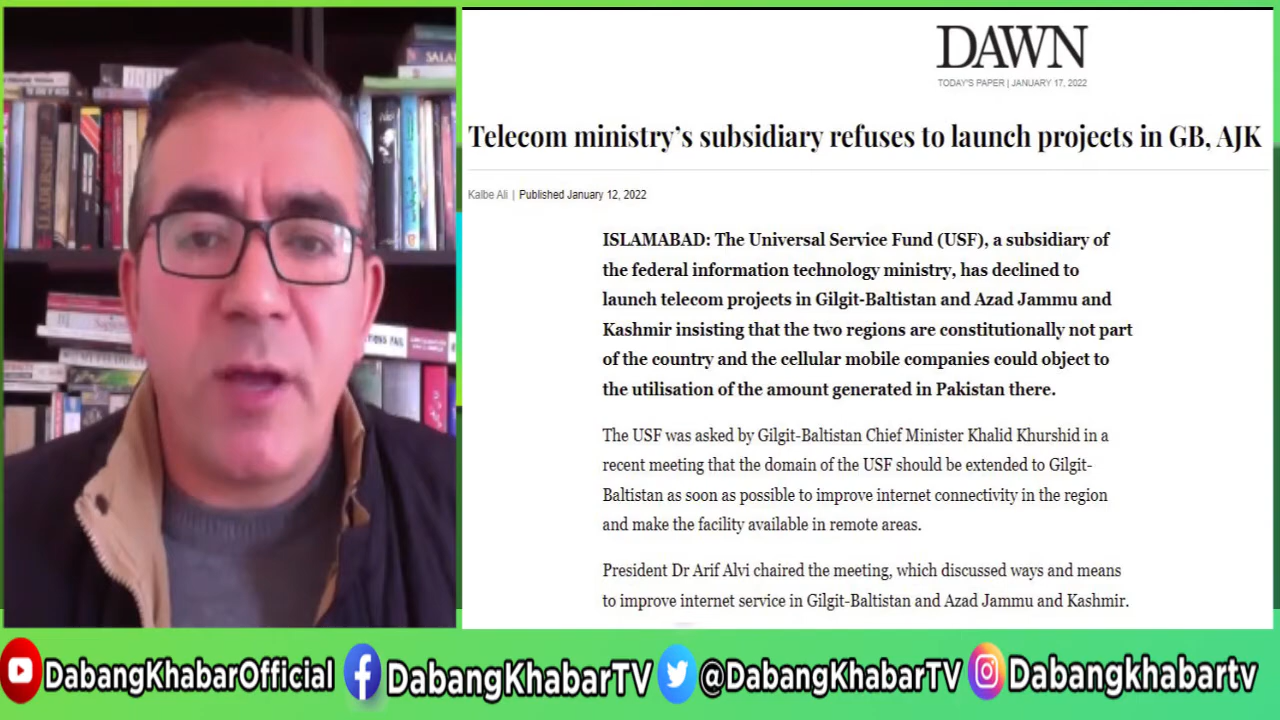 SALA
LEADERSHIP
DAWN
TODAY'S PAPER | JANUARY 17, 2022
Telecom ministry's subsidiary refuses to launch projects in GB, AJK
Kalbe Ali | Published January 12, 2022
ISLAMABAD: The Universal Service Fund (USF), a subsidiary of
the federal information technology ministry, has declined to
launch telecom projects in Gilgit-Baltistan and Azad Jammu and
Kashmir insisting that the two regions are constitutionally not part
of the country and the cellular mobile companies could object to
the utilisation of the amount generated in Pakistan there.
The USF was asked by Gilgit-Baltistan Chief Minister Khalid Khurshid in a
recent meeting that the domain of the USF should be extended to Gilgit-
Baltistan as soon as possible to improve internet connectivity in the region
and make the facility available in remote areas.
President Dr Arif Alvi chaired the meeting, which discussed ways and means
to improve internet service in Gilgit-Baltistan and Azad Jammu and Kashmir.
DabangKhabarOfficial DabangKhabarTV @DabangKhabarTV Dabangkhabartv